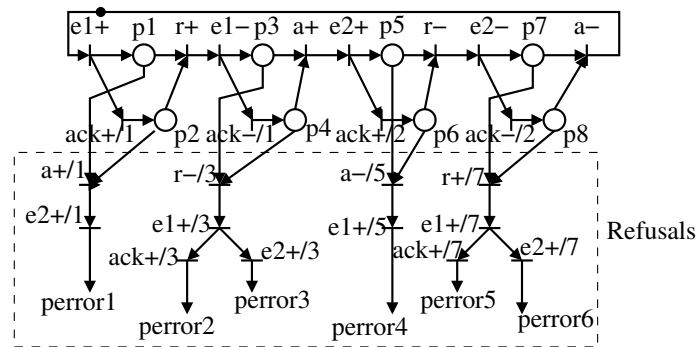 e1+ p1 r+ e1− p3 a+ e2+ p5 r− e2− p7 a−
ack+/1 p2 ack−/1 p4 ack+/2 p6 ack−/2 p8
a+/1 r−/3 a−/5 r+/7
e2+/1 e1+/3 e1+/5 e1+/7 Refusals
ack+/3 e2+/3 ack+/7 e2+/7
perror1 perror2 perror3 perror4 perror5 perror6